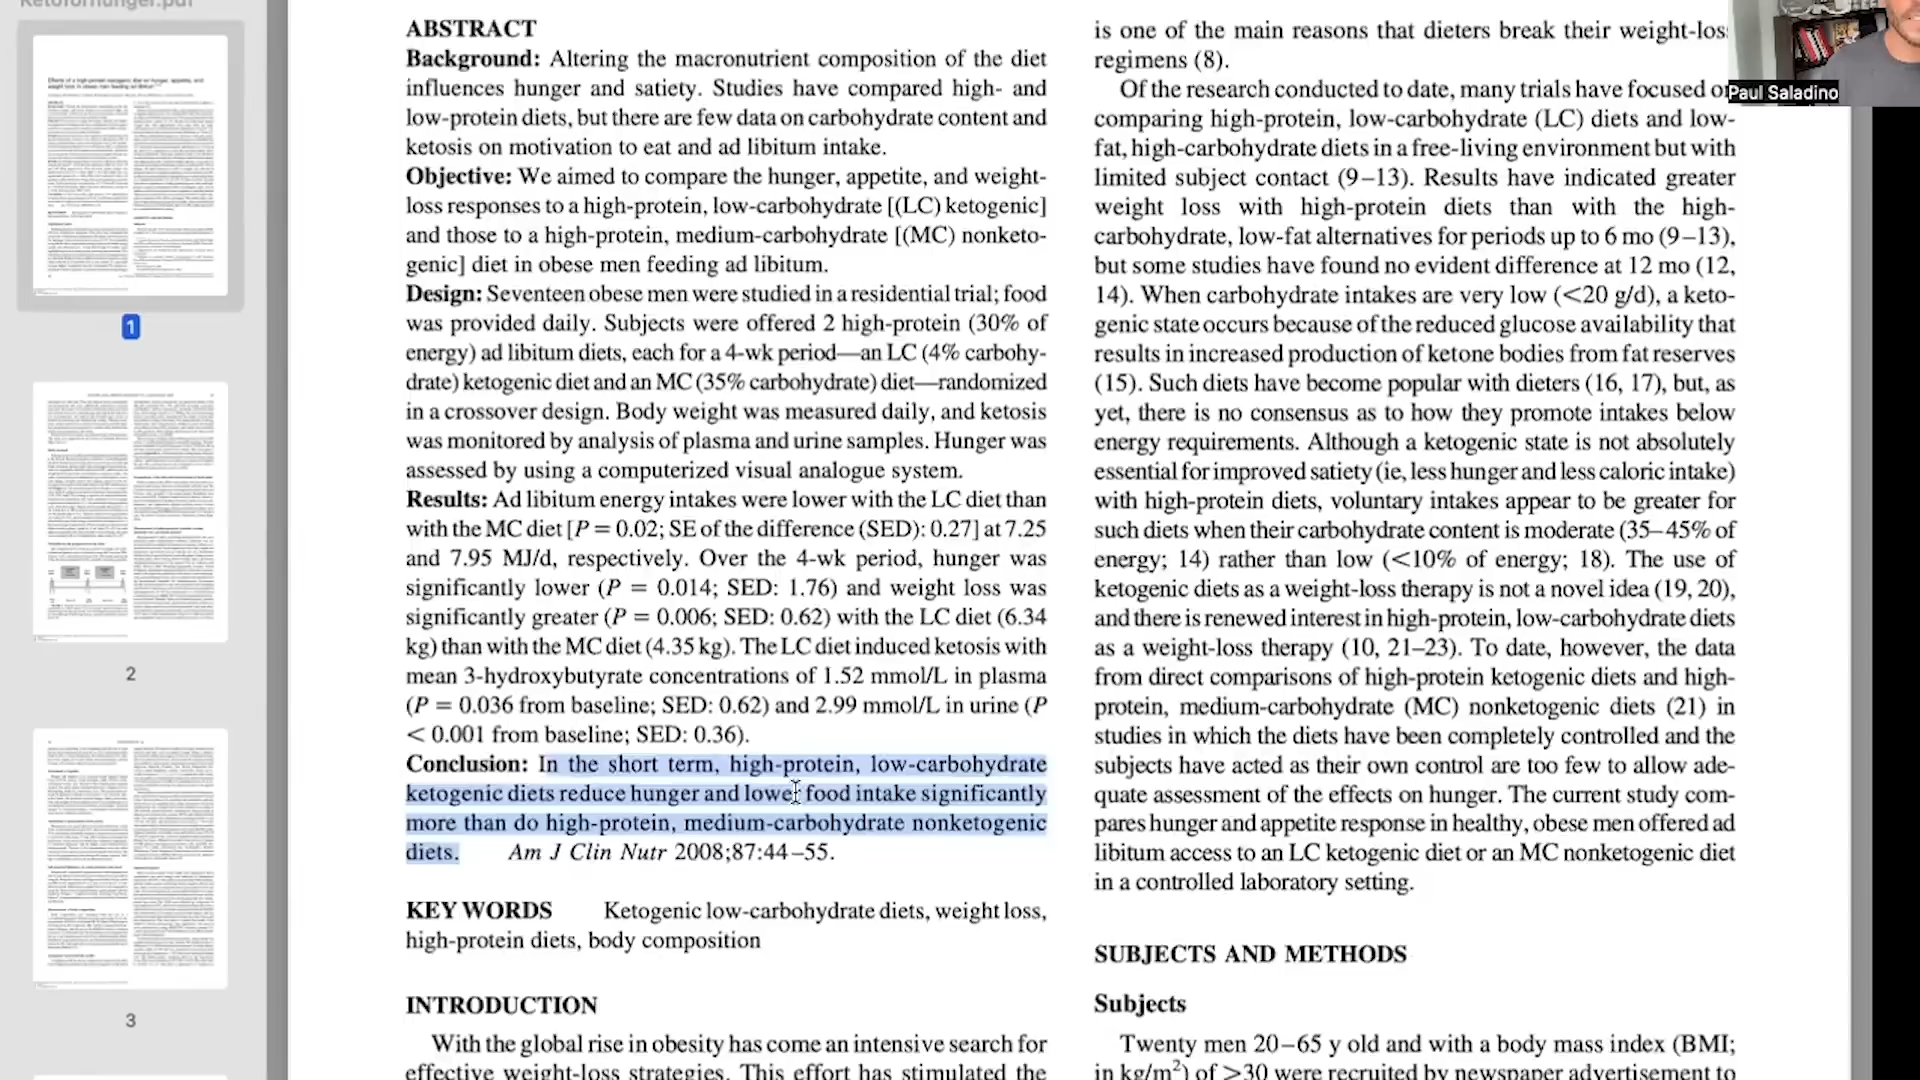 Ketoforhunger.pdf
1
2
3
ABSTRACT
Background: Altering the macronutrient composition of the diet
influences hunger and satiety. Studies have compared high- and
low-protein diets, but there are few data on carbohydrate content and
ketosis on motivation to eat and ad libitum intake.
Objective: We aimed to compare the hunger, appetite, and weight-
loss responses to a high-protein, low-carbohydrate [(LC) ketogenic]
and those to a high-protein, medium-carbohydrate [(MC) nonketo-
genic] diet in obese men feeding ad libitum.
Design: Seventeen obese men were studied in a residential trial; food
was provided daily. Subjects were offered 2 high-protein (30% of
energy) ad libitum diets, each for a 4-wk period—an LC (4% carbohy-
drate) ketogenic diet and an MC (35% carbohydrate) diet—randomized
in a crossover design. Body weight was measured daily, and ketosis
was monitored by analysis of plasma and urine samples. Hunger was
assessed by using a computerized visual analogue system.
Results: Ad libitum energy intakes were lower with the LC diet than
with the MC diet [P = 0.02; SE of the difference (SED): 0.27] at 7.25
and 7.95 MJ/d, respectively. Over the 4-wk period, hunger was
significantly lower (P = 0.014; SED: 1.76) and weight loss was
significantly greater (P = 0.006; SED: 0.62) with the LC diet (6.34
kg) than with the MC diet (4.35 kg). The LC diet induced ketosis with
mean 3-hydroxybutyrate concentrations of 1.52 mmol/L in plasma
(P = 0.036 from baseline; SED: 0.62) and 2.99 mmol/L in urine (P
< 0.001 from baseline; SED: 0.36).
Conclusion: In the short term, high-protein, low-carbohydrate
ketogenic diets reduce hunger and lower food intake significantly
more than do high-protein, medium-carbohydrate nonketogenic
diets. Am J Clin Nutr 2008;87:44–55.
KEY WORDS Ketogenic low-carbohydrate diets, weight loss,
high-protein diets, body composition
INTRODUCTION
With the global rise in obesity has come an intensive search for
effective weight-loss strategies. This effort has stimulated the
is one of the main reasons that dieters break their weight-loss
regimens (8).
Of the research conducted to date, many trials have focused on
comparing high-protein, low-carbohydrate (LC) diets and low-
fat, high-carbohydrate diets in a free-living environment but with
limited subject contact (9–13). Results have indicated greater
weight loss with high-protein diets than with the high-
carbohydrate, low-fat alternatives for periods up to 6 mo (9–13),
but some studies have found no evident difference at 12 mo (12,
14). When carbohydrate intakes are very low (<20 g/d), a keto-
genic state occurs because of the reduced glucose availability that
results in increased production of ketone bodies from fat reserves
(15). Such diets have become popular with dieters (16, 17), but, as
yet, there is no consensus as to how they promote intakes below
energy requirements. Although a ketogenic state is not absolutely
essential for improved satiety (ie, less hunger and less caloric intake)
with high-protein diets, voluntary intakes appear to be greater for
such diets when their carbohydrate content is moderate (35–45% of
energy; 14) rather than low (<10% of energy; 18). The use of
ketogenic diets as a weight-loss therapy is not a novel idea (19, 20),
and there is renewed interest in high-protein, low-carbohydrate diets
as a weight-loss therapy (10, 21–23). To date, however, the data
from direct comparisons of high-protein ketogenic diets and high-
protein, medium-carbohydrate (MC) nonketogenic diets (21) in
studies in which the diets have been completely controlled and the
subjects have acted as their own control are too few to allow ade-
quate assessment of the effects on hunger. The current study com-
pares hunger and appetite response in healthy, obese men offered ad
libitum access to an LC ketogenic diet or an MC nonketogenic diet
in a controlled laboratory setting.
SUBJECTS AND METHODS
Subjects
Twenty men 20–65 y old and with a body mass index (BMI;
in kg/m²) of >30 were recruited by newspaper advertisement to
Paul Saladino